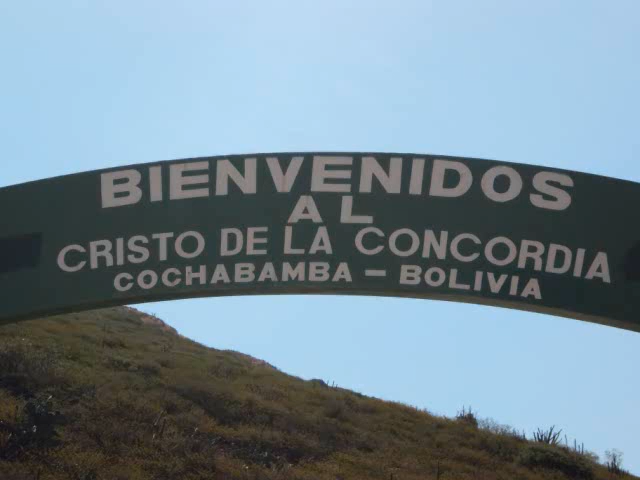 BIENVENIDOS
AL
CRISTO DE LA CONCORDIA
COCHABAMBA - BOLIVIA